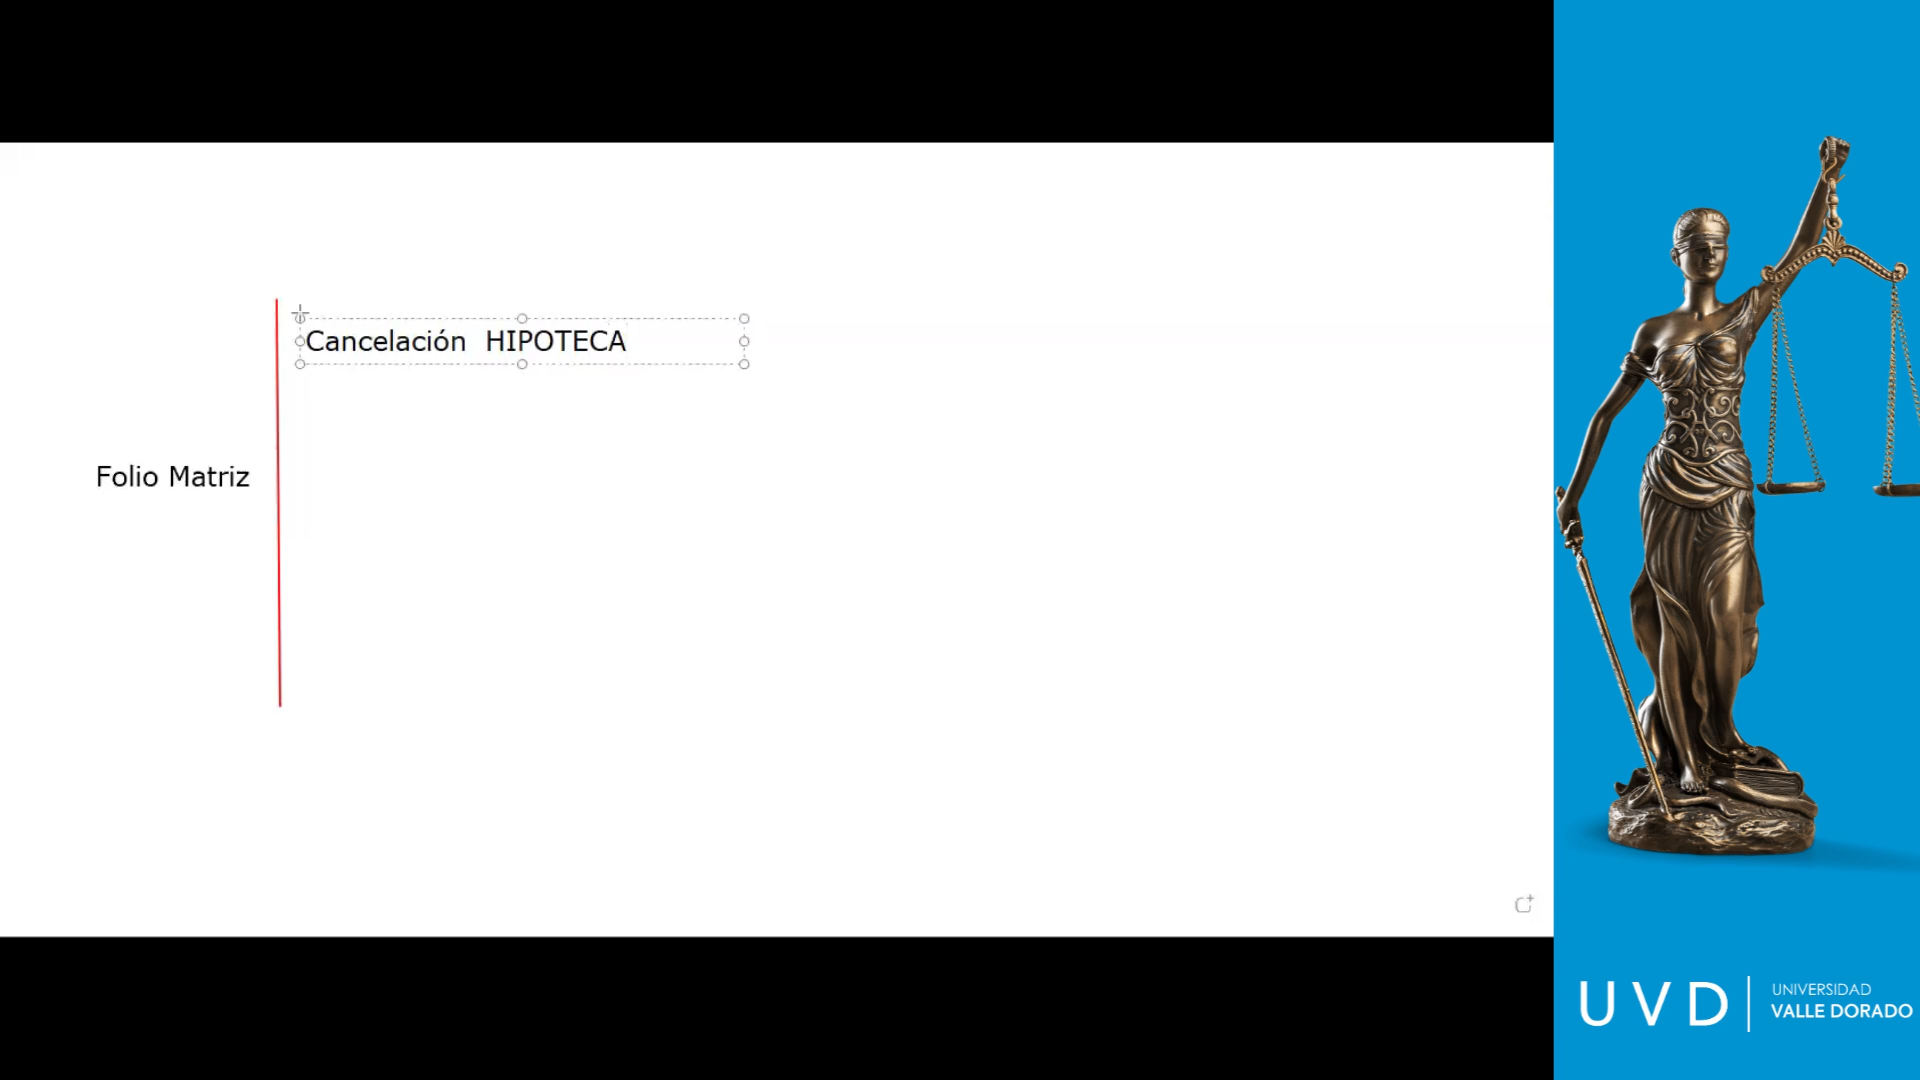 Cancelación  HIPOTECA
Folio Matriz
UVD
UNIVERSIDAD
VALLE DORADO